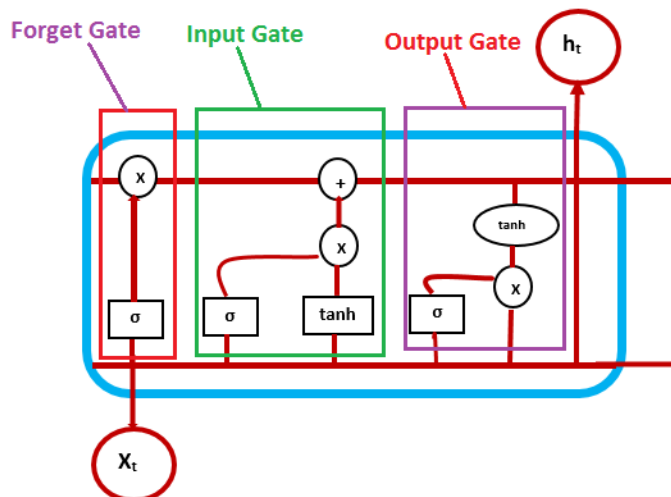 Forget Gate
Input Gate
Output Gate
ht
x
+
tanh
x
x
σ
σ
tanh
σ
Xt